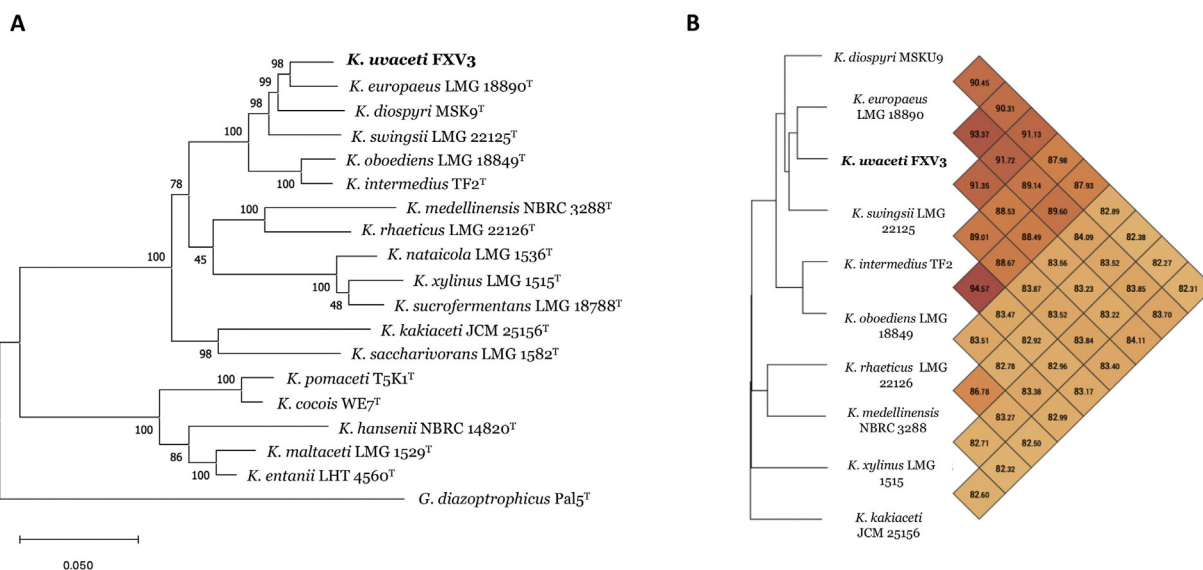 A
98
K. uvaceti FXV3
99
K. europaeus LMG 18890T
98
K. diospyri MSK9T
100
K. swingsii LMG 22125T
K. oboediens LMG 18849T
100
K. intermedius TF2T
78
100
K. medellinensis NBRC 3288T
K. rhaeticus LMG 22126T
100
45
K. nataicola LMG 1536T
100
K. xylinus LMG 1515T
48
K. sucrofermentans LMG 18788T
K. kakiaceti JCM 25156T
98
K. saccharivorans LMG 1582T
100
K. pomaceti T5K1T
K. cocois WE7T
100
K. hansenii NBRC 14820T
86
K. maltaceti LMG 1529T
100
K. entanii LHT 4560T
G. diazoptrophicus Pal5T
0.050
B
K. diospyri MSKU9
K. europaeus
LMG 18890
K. uvaceti FXV3
K. swingsii LMG
22125
K. intermedius TF2
K. oboediens LMG
18849
K. rhaeticus LMG
22126
K. medellinensis
NBRC 3288
K. xylinus LMG
1515
K. kakiaceti
JCM 25156
90.45
90.31
93.37 91.13
91.72 87.98
91.35 89.14 87.93
88.53 89.60 82.89
89.01 88.49 84.09 82.38
88.67 83.56 83.52 82.27
94.57 83.87 83.23 83.85 82.31
83.47 83.52 83.22 83.70
83.51 82.92 83.84 84.11
82.78 82.96 83.40
86.78 83.38 83.17
83.27 82.99
82.71 82.50
82.32
82.60